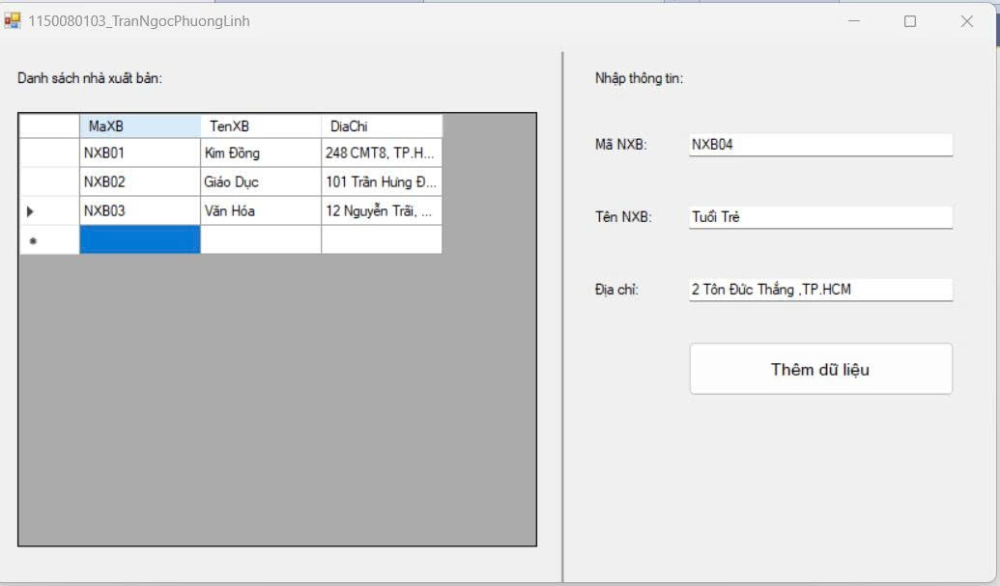 1150080103_TranNgocPhuongLinh
Danh sách nhà xuất bản:
MaXB TenXB DiaChi
NXB01 Kim Đồng 248 CMT8, TP.H...
NXB02 Giáo Dục 101 Trần Hưng Đ...
NXB03 Văn Hóa 12 Nguyễn Trãi, ...
Nhập thông tin:
Mã NXB: NXB04
Tên NXB: Tuổi Trẻ
Địa chỉ: 2 Tôn Đức Thắng ,TP.HCM
Thêm dữ liệu